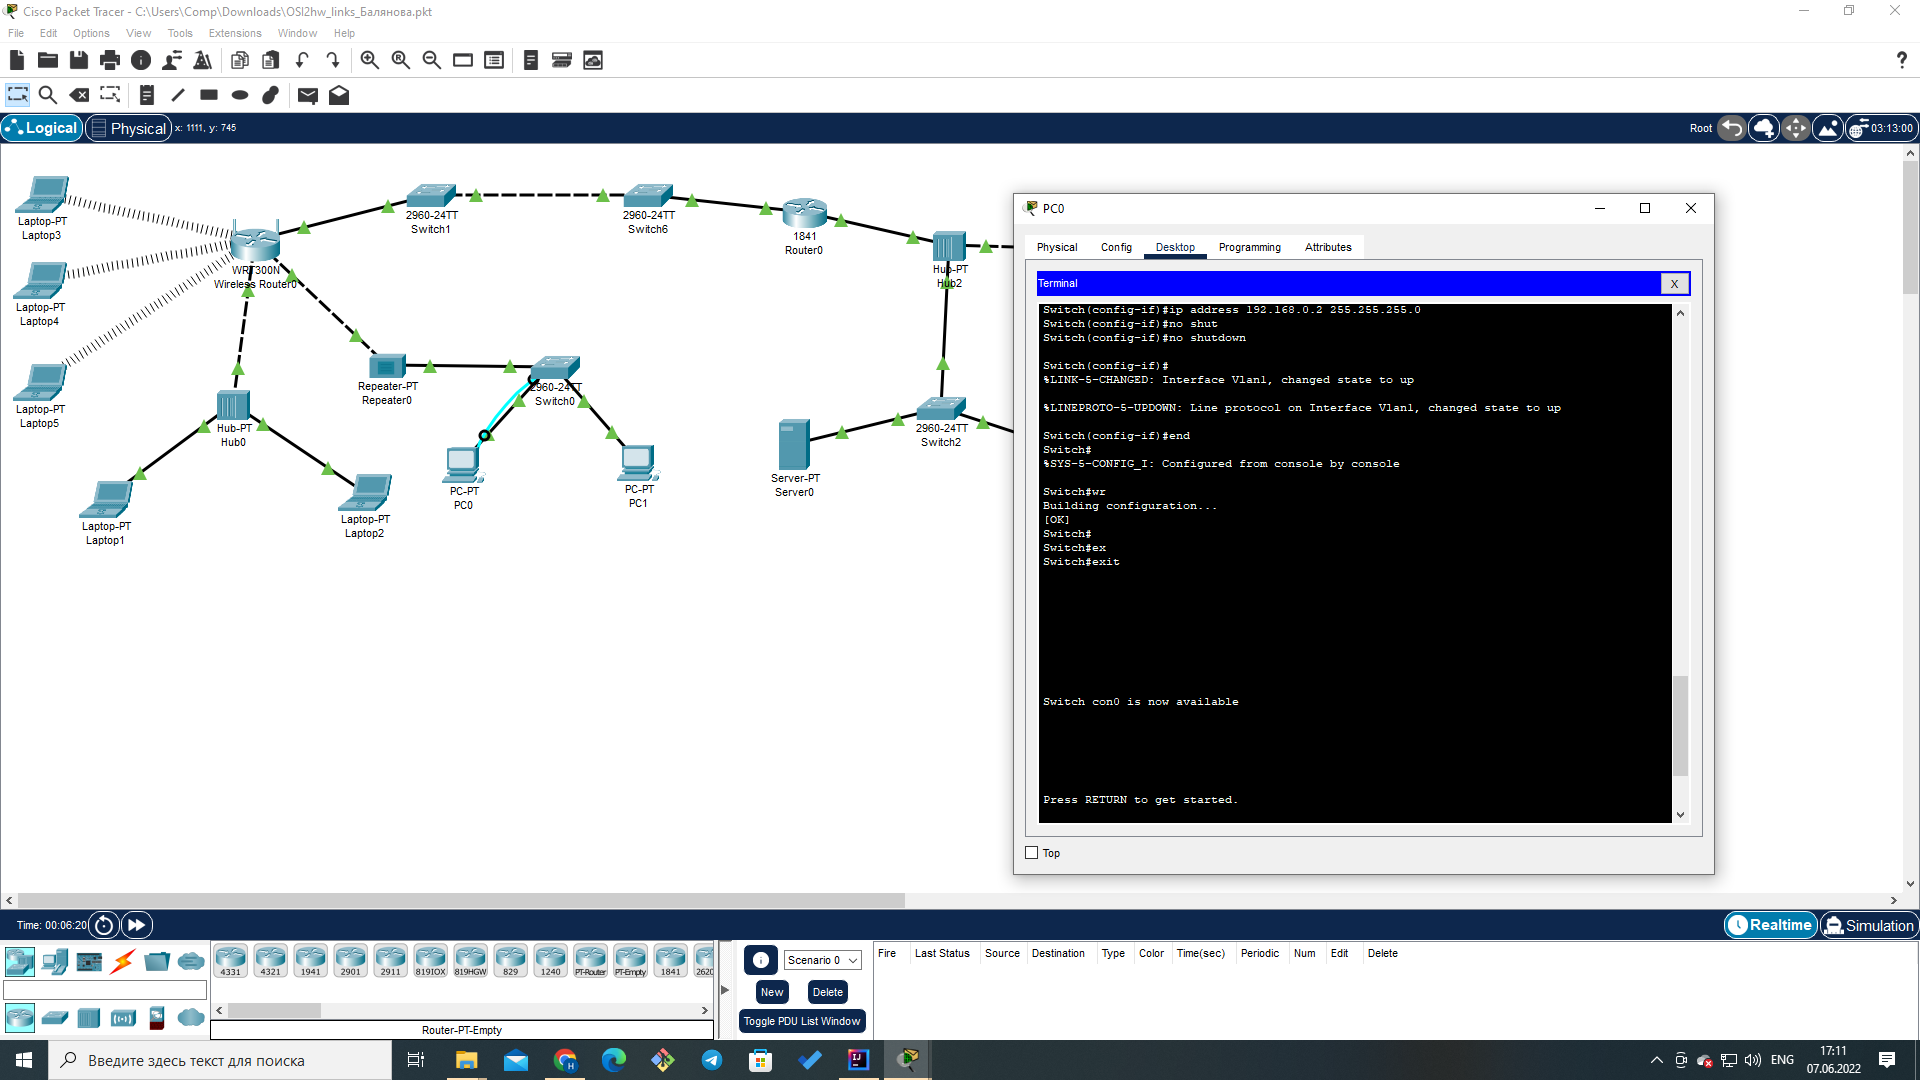 Cisco Packet Tracer - C:\Users\Comp\Downloads\OSI2hw_links_Балянова.pkt
File Edit Options View Tools Extensions Window Help
Logical Physical x: 1111, y: 745 Root 03:13:00
Laptop-PT
Laptop3
Laptop-PT
Laptop4
Laptop-PT
Laptop5
WRT300N
Wireless Router0
2960-24TT
Switch1
2960-24TT
Switch6
1841
Router0
Hub-PT
Hub2
Repeater-PT
Repeater0
2960-24TT
Switch0
Hub-PT
Hub0
Laptop-PT
Laptop1
Laptop-PT
Laptop2
PC-PT
PC0
PC-PT
PC1
Server-PT
Server0
2960-24TT
Switch2
PC0
Physical Config Desktop Programming Attributes
Terminal X
Switch(config-if)#ip address 192.168.0.2 255.255.255.0
Switch(config-if)#no shut
Switch(config-if)#no shutdown
Switch(config-if)#
%LINK-5-CHANGED: Interface Vlan1, changed state to up
%LINEPROTO-5-UPDOWN: Line protocol on Interface Vlan1, changed state to up
Switch(config-if)#end
Switch#
%SYS-5-CONFIG_I: Configured from console by console
Switch#wr
Building configuration...
[OK]
Switch#
Switch#ex
Switch#exit
Switch con0 is now available
Press RETURN to get started.
Top
Time: 00:06:20 Realtime Simulation
4331 4321 1941 2901 2911 819IOX 819HGW 829 1240 PT-Router PT-Empty 1841 2620
Router-PT-Empty
Scenario 0
New Delete
Toggle PDU List Window
Fire Last Status Source Destination Type Color Time(sec) Periodic Num Edit Delete
Введите здесь текст для поиска
ENG
17:11
07.06.2022